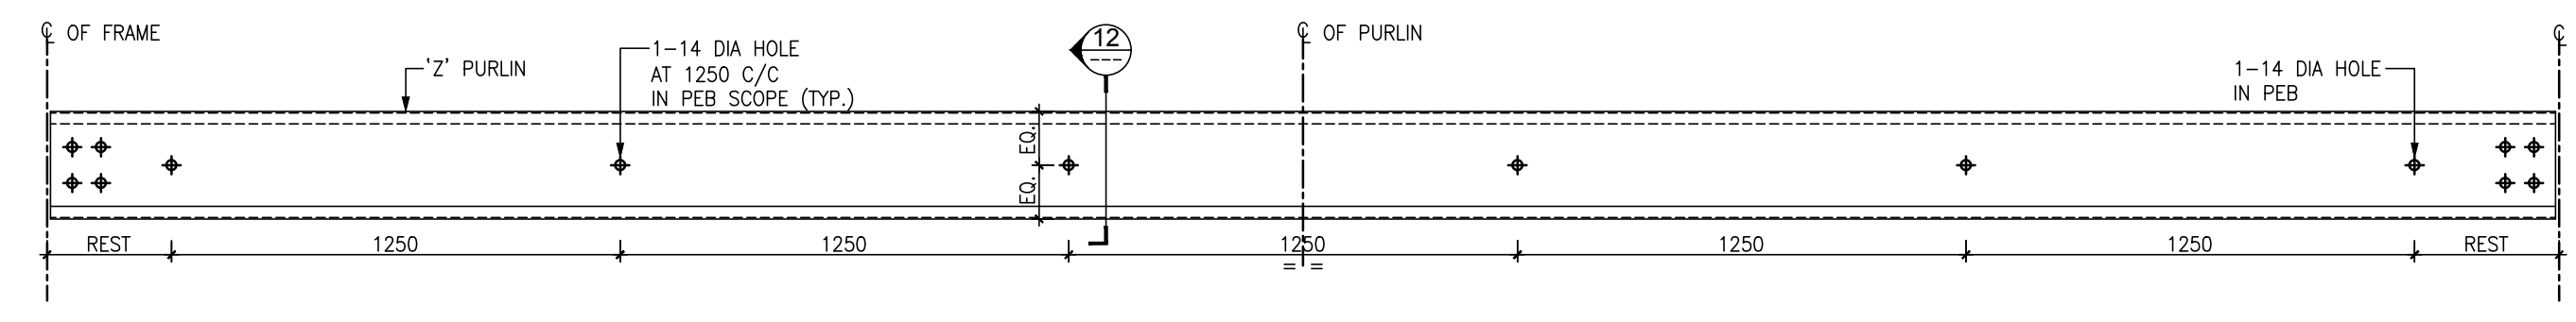 ℄ OF FRAME
'Z' PURLIN
1-14 DIA HOLE
AT 1250 C/C
IN PEB SCOPE (TYP.)
12
---
℄ OF PURLIN
1-14 DIA HOLE
IN PEB
℄
EQ.
EQ.
REST
1250
1250
1250
1250
1250
REST
= =